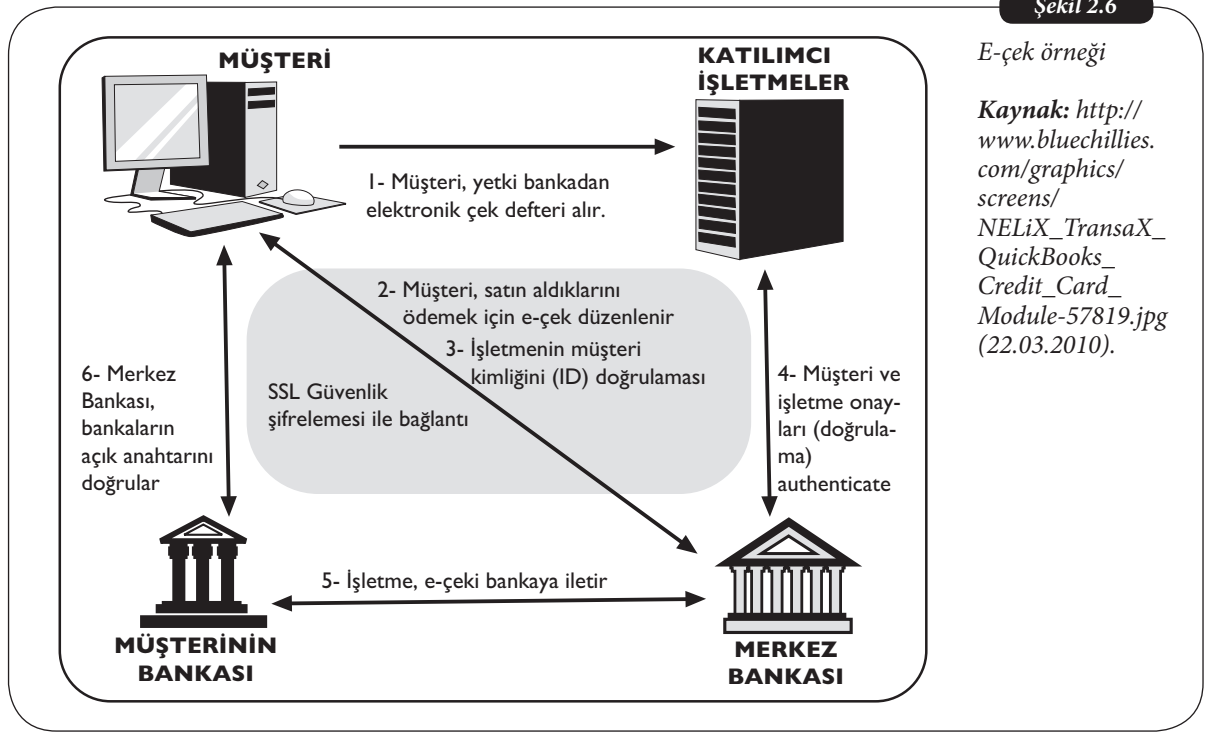 Şekil 2.6
E-çek örneği
Kaynak: http://
www.bluechillies.
com/graphics/
screens/
NELiX_TransaX_
QuickBooks_
Credit_Card_
Module-57819.jpg
(22.03.2010).
MÜŞTERİ
KATILIMCI
İŞLETMELER
1- Müşteri, yetki bankadan
elektronik çek defteri alır.
2- Müşteri, satın aldıklarını
ödemek için e-çek düzenlenir
3- İşletmenin müşteri
kimliğini (ID) doğrulaması
SSL Güvenlik
şifrelemesi ile bağlantı
6- Merkez
Bankası,
bankaların
açık anahtarını
doğrular
4- Müşteri ve
işletme onay-
ları (doğrula-
ma)
authenticate
5- İşletme, e-çeki bankaya iletir
MÜŞTERİNİN
BANKASI
MERKEZ
BANKASI